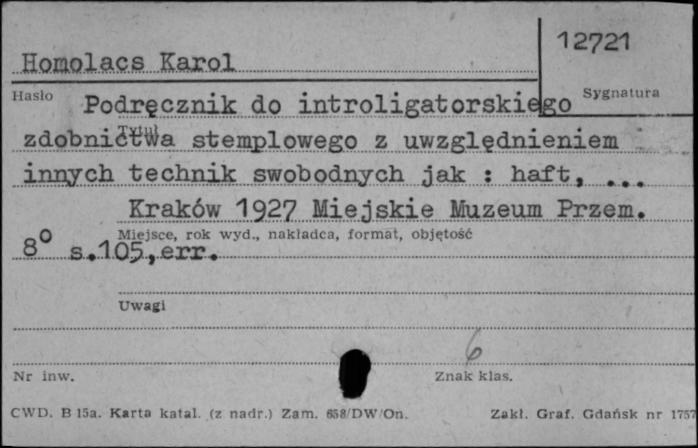 12721
Homolacs Karol
Hasło
Sygnatura
Podręcznik do introligatorskiego
Tytuł
zdobnictwa stemplowego z uwzględnieniem
innych technik swobodnych jak : haft, ...
Kraków 1927 Miejskie Muzeum Przem.
Miejsce, rok wyd., nakładca, format, objętość
8° s.105,err.
Uwagi
6
Nr inw.
Znak klas.
CWD. B 15a. Karta katal. (z nadr.) Zam. 658/DW/On.
Zakł. Graf. Gdańsk nr 1757